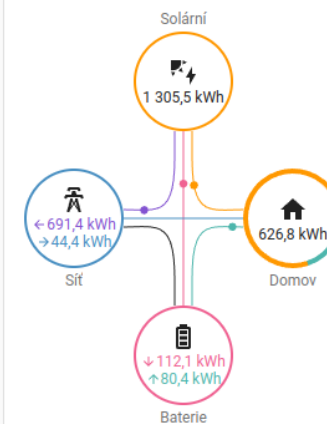 Solární
1 305,5 kWh
←691,4 kWh
→44,4 kWh
Síť
626,8 kWh
Domov
↓112,1 kWh
↑80,4 kWh
Baterie